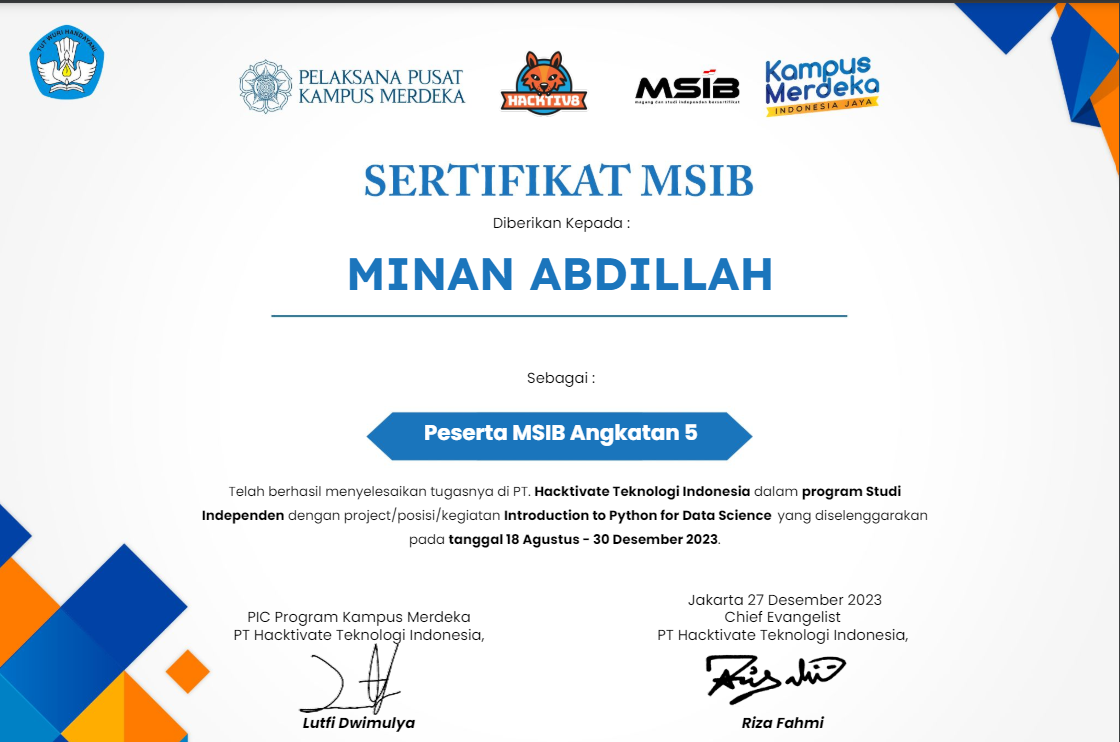 TUT WURI HANDAYANI
PELAKSANA PUSAT
KAMPUS MERDEKA
HACKTIV8
MSIB
magang dan studi independen bersertifikat
Kampus
Merdeka
INDONESIA JAYA
SERTIFIKAT MSIB
Diberikan Kepada :
MINAN ABDILLAH
Sebagai :
Peserta MSIB Angkatan 5
Telah berhasil menyelesaikan tugasnya di PT. Hacktivate Teknologi Indonesia dalam program Studi
Independen dengan project/posisi/kegiatan Introduction to Python for Data Science yang diselenggarakan
pada tanggal 18 Agustus - 30 Desember 2023.
PIC Program Kampus Merdeka
PT Hacktivate Teknologi Indonesia,
Lutfi Dwimulya
Jakarta 27 Desember 2023
Chief Evangelist
PT Hacktivate Teknologi Indonesia,
Riza Fahmi